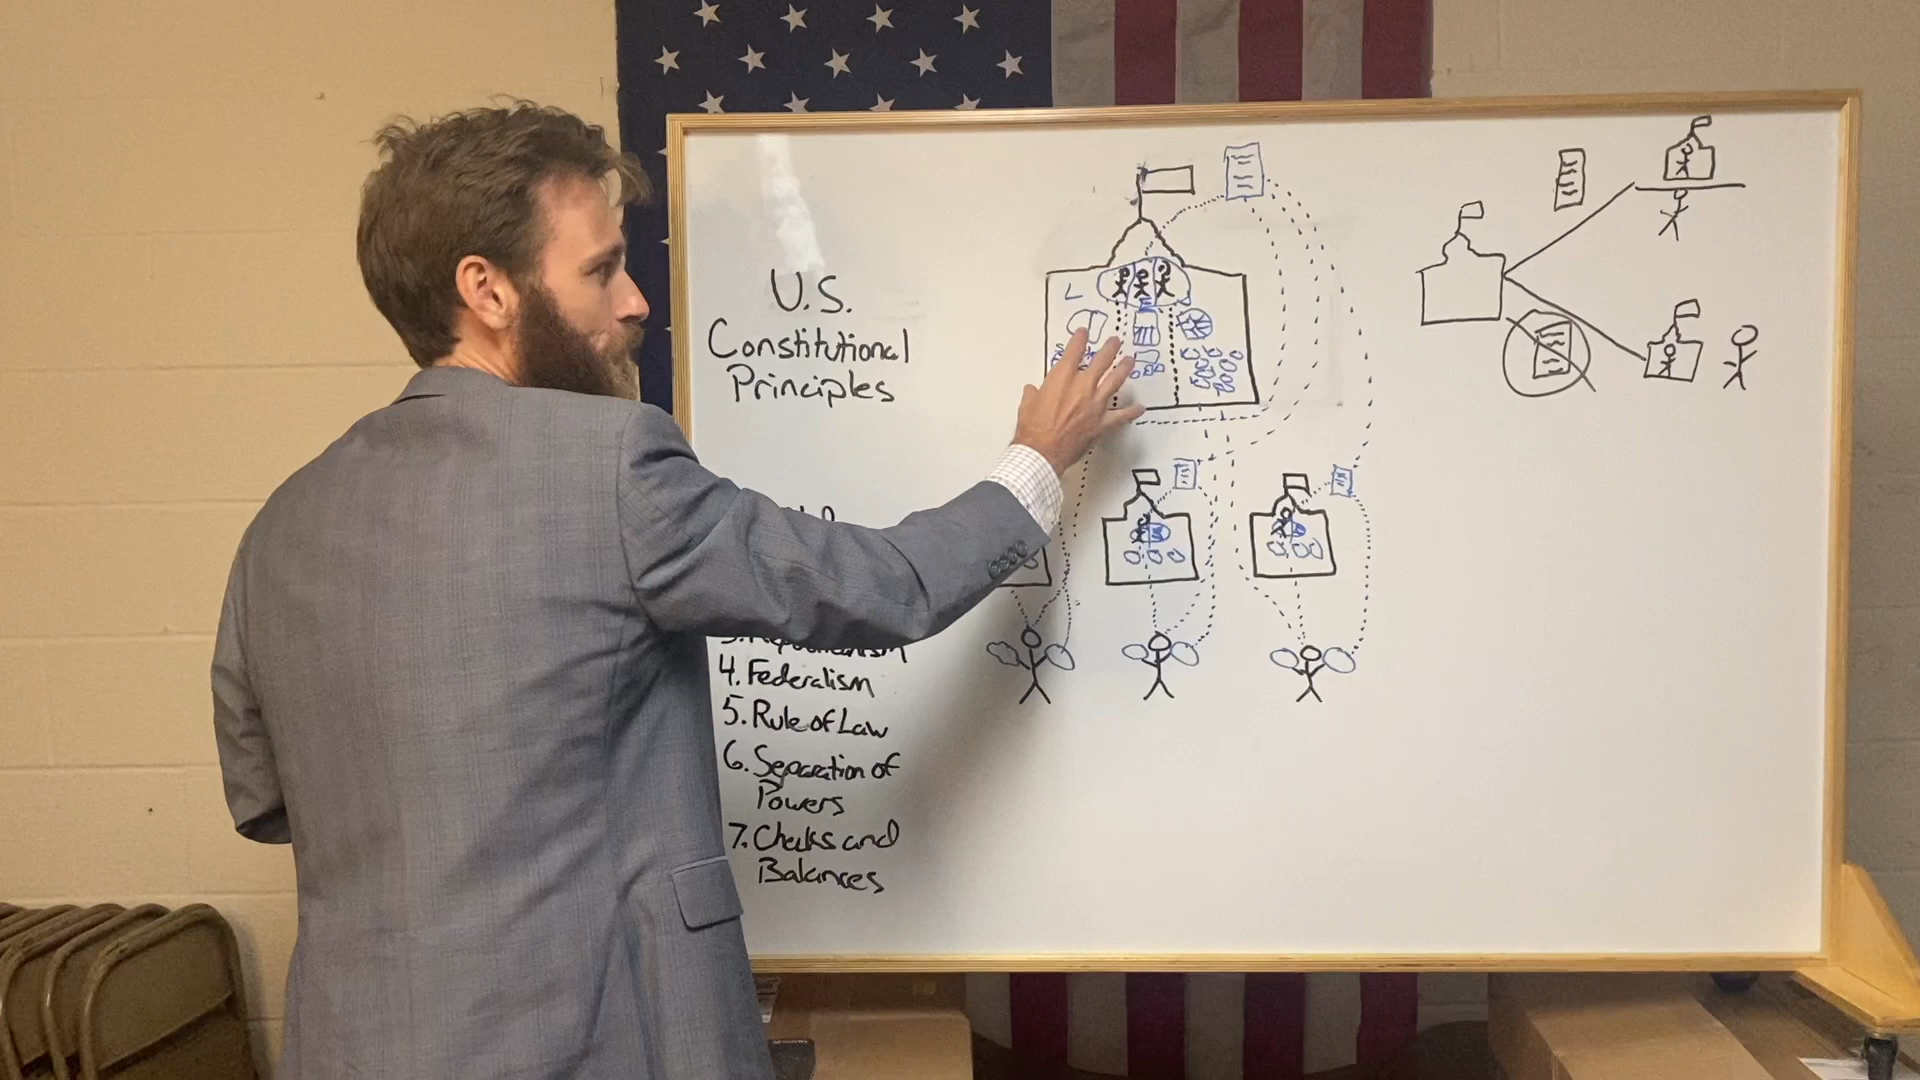 U.S.
Constitutional
Principles
L
4. Federalism
5. Rule of Law
6. Separation of
Powers
7. Checks and
Balances